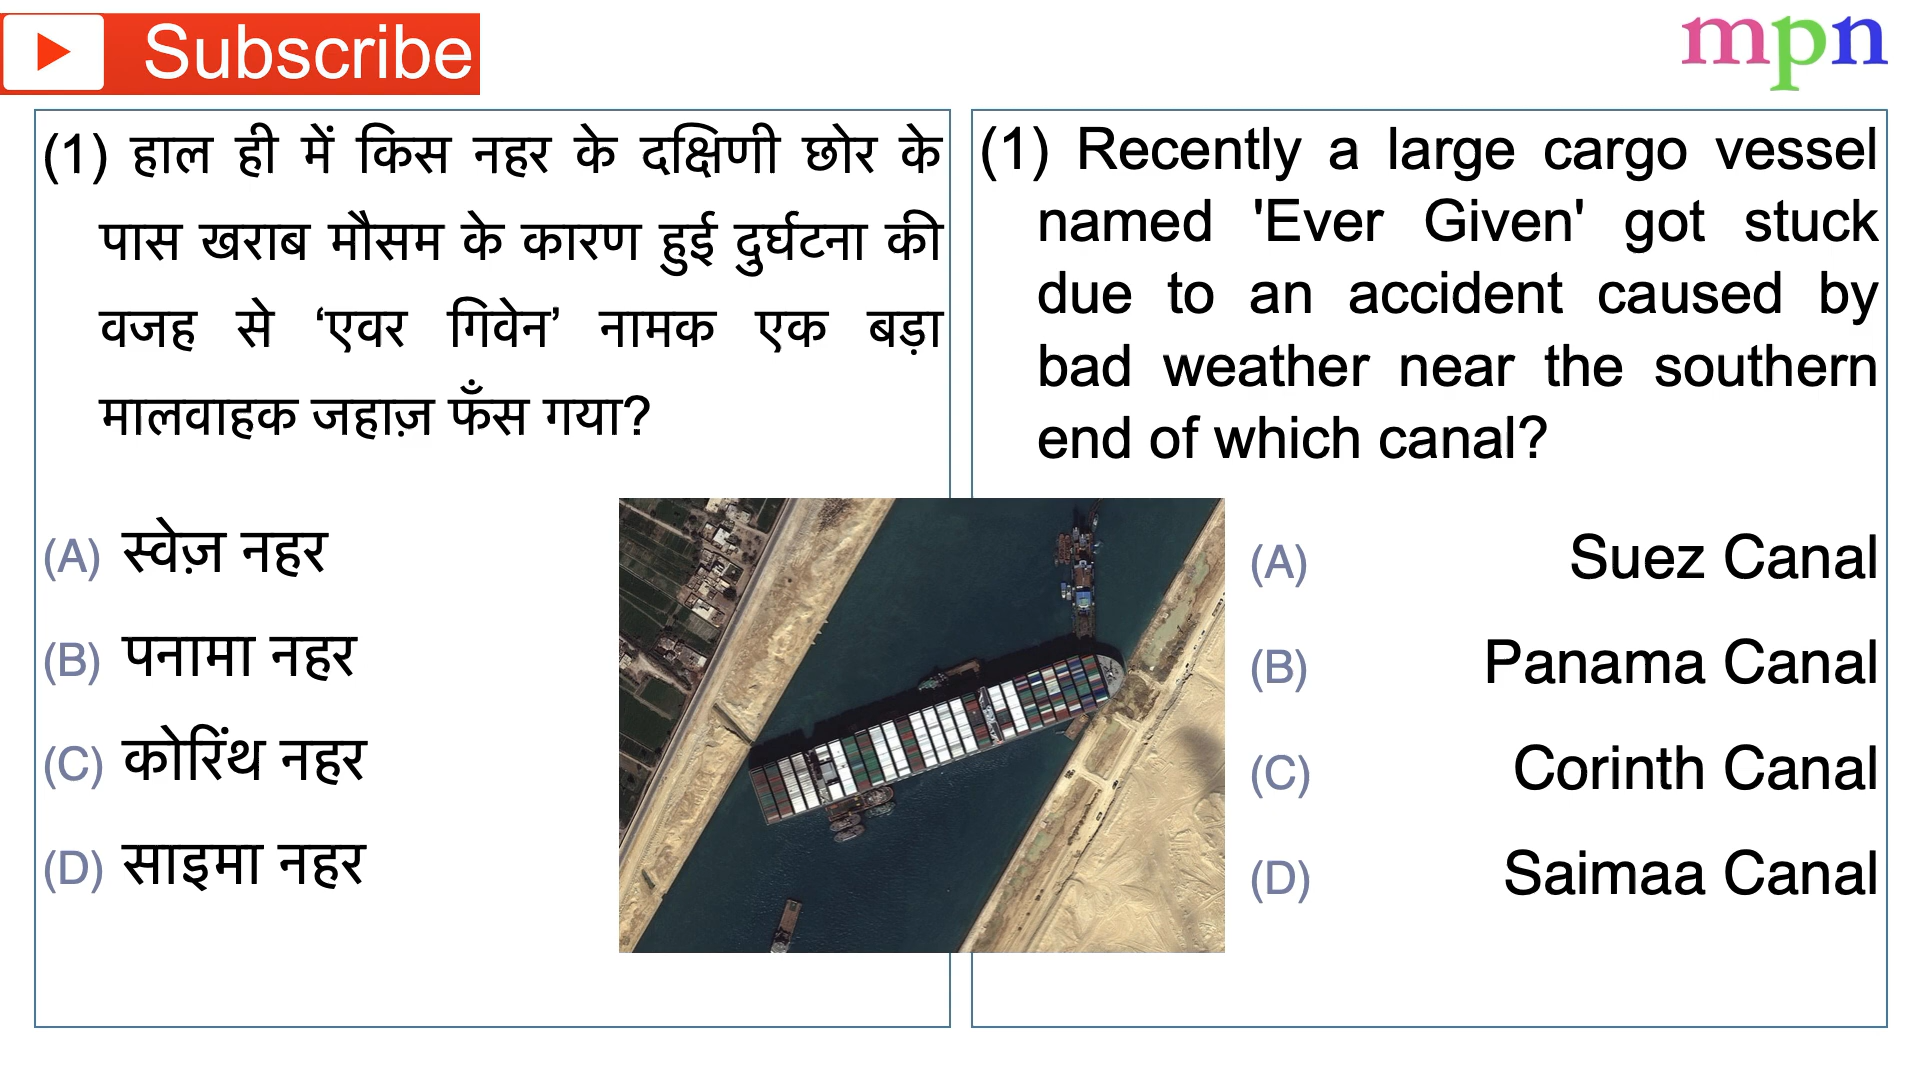 Subscribe
mpn
(1) हाल ही में किस नहर के दक्षिणी छोर के
पास खराब मौसम के कारण हुई दुर्घटना की
वजह से ‘एवर गिवेन’ नामक एक बड़ा
मालवाहक जहाज़ फँस गया?
(A) स्वेज़ नहर
(B) पनामा नहर
(C) कोरिंथ नहर
(D) साइमा नहर
(1) Recently a large cargo vessel
named 'Ever Given' got stuck
due to an accident caused by
bad weather near the southern
end of which canal?
(A) Suez Canal
(B) Panama Canal
(C) Corinth Canal
(D) Saimaa Canal